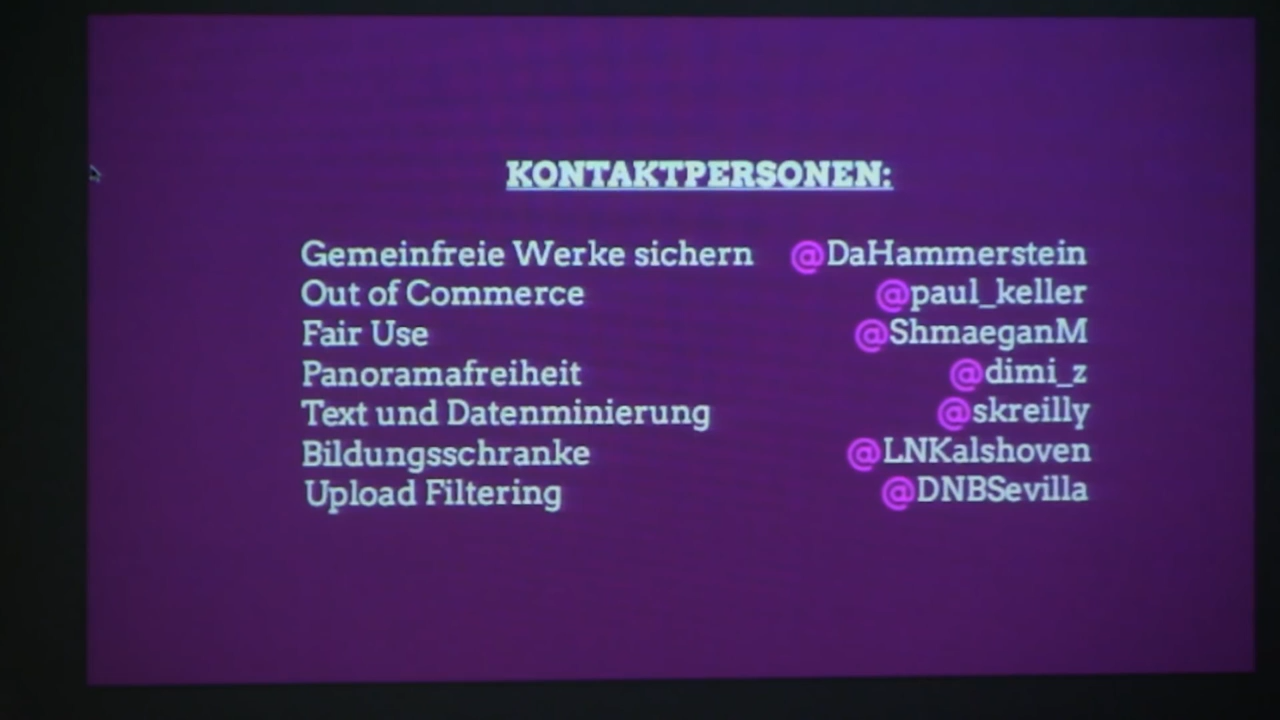 KONTAKTPERSONEN:
Gemeinfreie Werke sichern @DaHammerstein
Out of Commerce @paul_keller
Fair Use @ShmaeganM
Panoramafreiheit @dimi_z
Text und Datenminierung @skreilly
Bildungsschranke @LNKalshoven
Upload Filtering @DNBSevilla